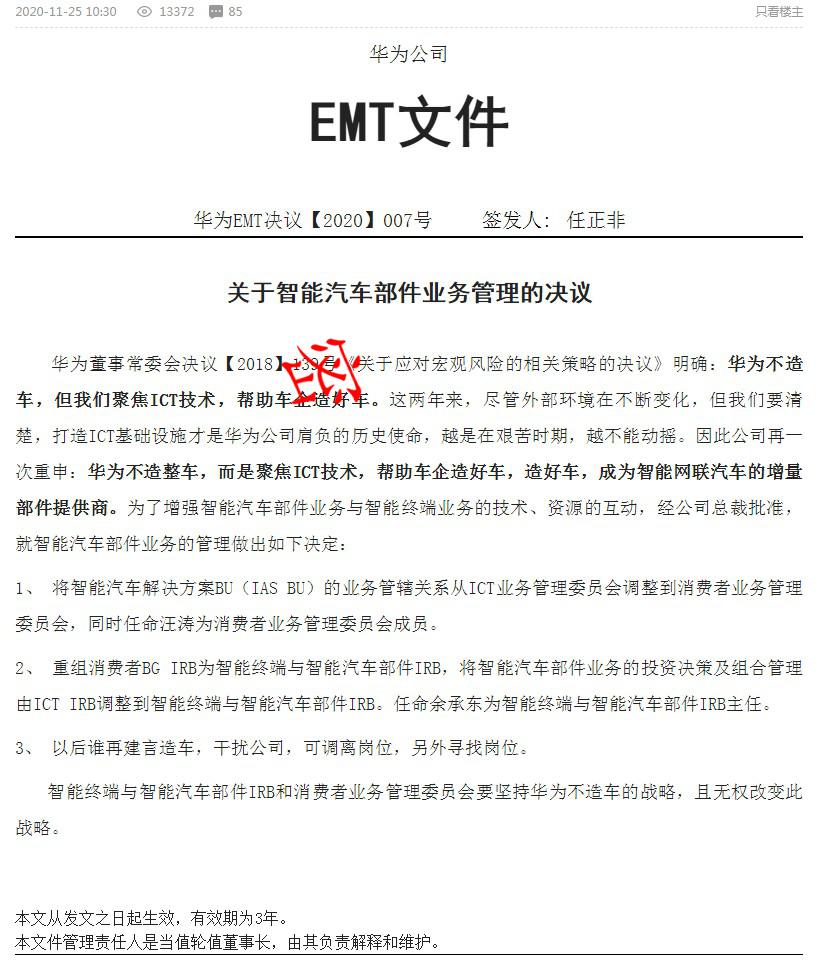 2020-11-25 10:30 13372 85 只看楼主
华为公司
EMT文件
华为EMT决议【2020】007号 签发人: 任正非
关于智能汽车部件业务管理的决议
华为董事常委会决议【2018】139号《关于应对宏观风险的相关策略的决议》明确：华为不造
车，但我们聚焦ICT技术，帮助车企造好车。这两年来，尽管外部环境在不断变化，但我们要清
楚，打造ICT基础设施才是华为公司肩负的历史使命，越是在艰苦时期，越不能动摇。因此公司再一
次重申：华为不造整车，而是聚焦ICT技术，帮助车企造好车，造好车，成为智能网联汽车的增量
部件提供商。为了增强智能汽车部件业务与智能终端业务的技术、资源的互动，经公司总裁批准，
就智能汽车部件业务的管理做出如下决定：
1、 将智能汽车解决方案BU（IAS BU）的业务管辖关系从ICT业务管理委员会调整到消费者业务管理
委员会，同时任命汪涛为消费者业务管理委员会成员。
2、 重组消费者BG IRB为智能终端与智能汽车部件IRB，将智能汽车部件业务的投资决策及组合管理
由ICT IRB调整到智能终端与智能汽车部件IRB。任命余承东为智能终端与智能汽车部件IRB主任。
3、 以后谁再建言造车，干扰公司，可调离岗位，另外寻找岗位。
智能终端与智能汽车部件IRB和消费者业务管理委员会要坚持华为不造车的战略，且无权改变此
战略。
本文从发文之日起生效，有效期为3年。
本文件管理责任人是当值轮值董事长，由其负责解释和维护。